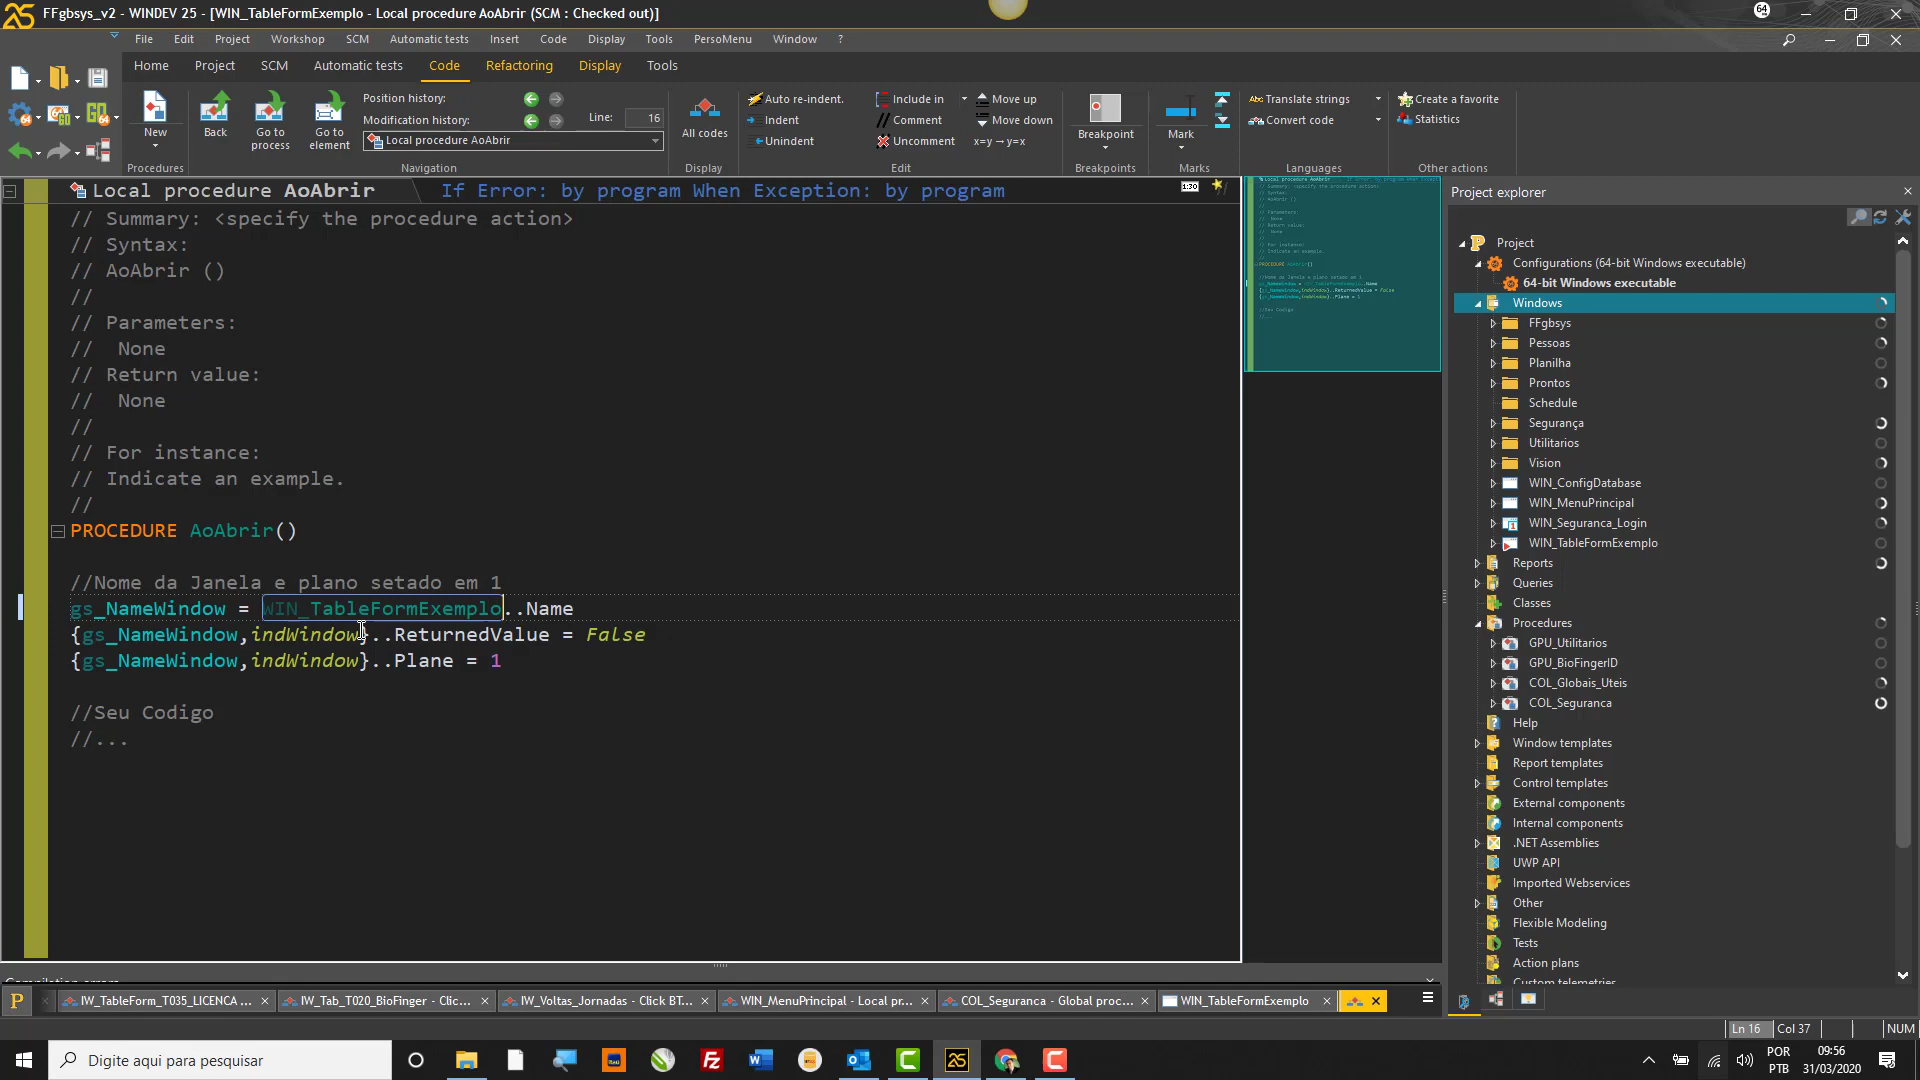 FFgbsys_v2 - WINDEV 25 - [WIN_TableFormExemplo - Local procedure AoAbrir (SCM : Checked out)]
64
File Edit Project Workshop SCM Automatic tests Insert Code Display Tools PersoMenu Window ?
Home Project SCM Automatic tests Code Refactoring Display Tools
Position history:
Modification history:
Line: 16
Local procedure AoAbrir
New
Back
Go to process
Go to element
All codes
Auto re-indent.
Indent
Unindent
Include in
Comment
Uncomment
Move up
Move down
x=y → y=x
Breakpoint
Mark
Translate strings
Convert code
Create a favorite
Statistics
Procedures Navigation Display Edit Breakpoints Marks Languages Other actions
Local procedure AoAbrir If Error: by program When Exception: by program
1:30
// Summary: <specify the procedure action>
// Syntax:
// AoAbrir ()
//
// Parameters:
// None
// Return value:
// None
//
// For instance:
// Indicate an example.
//
PROCEDURE AoAbrir()
//Nome da Janela e plano setado em 1
gs_NameWindow = WIN_TableFormExemplo..Name
{gs_NameWindow,indWindow}..ReturnedValue = False
{gs_NameWindow,indWindow}..Plane = 1
//Seu Codigo
//...
Project explorer
Project
Configurations (64-bit Windows executable)
64-bit Windows executable
Windows
FFgbsys
Pessoas
Planilha
Prontos
Schedule
Segurança
Utilitarios
Vision
WIN_ConfigDatabase
WIN_MenuPrincipal
WIN_Seguranca_Login
WIN_TableFormExemplo
Reports
Queries
Classes
Procedures
GPU_Utilitarios
GPU_BioFingerID
COL_Globais_Uteis
COL_Seguranca
Help
Window templates
Report templates
Control templates
External components
Internal components
.NET Assemblies
UWP API
Imported Webservices
Other
Flexible Modeling
Tests
Action plans
Custom telemetries
Compilation errors
IW_TableForm_T035_LICENCA ... IW_Tab_T020_BioFinger - Clic... IW_Voltas_Jornadas - Click BT... WIN_MenuPrincipal - Local pr... COL_Seguranca - Global proc... WIN_TableFormExemplo
Ln 16 Col 37 NUM
Digite aqui para pesquisar
POR
PTB
09:56
31/03/2020